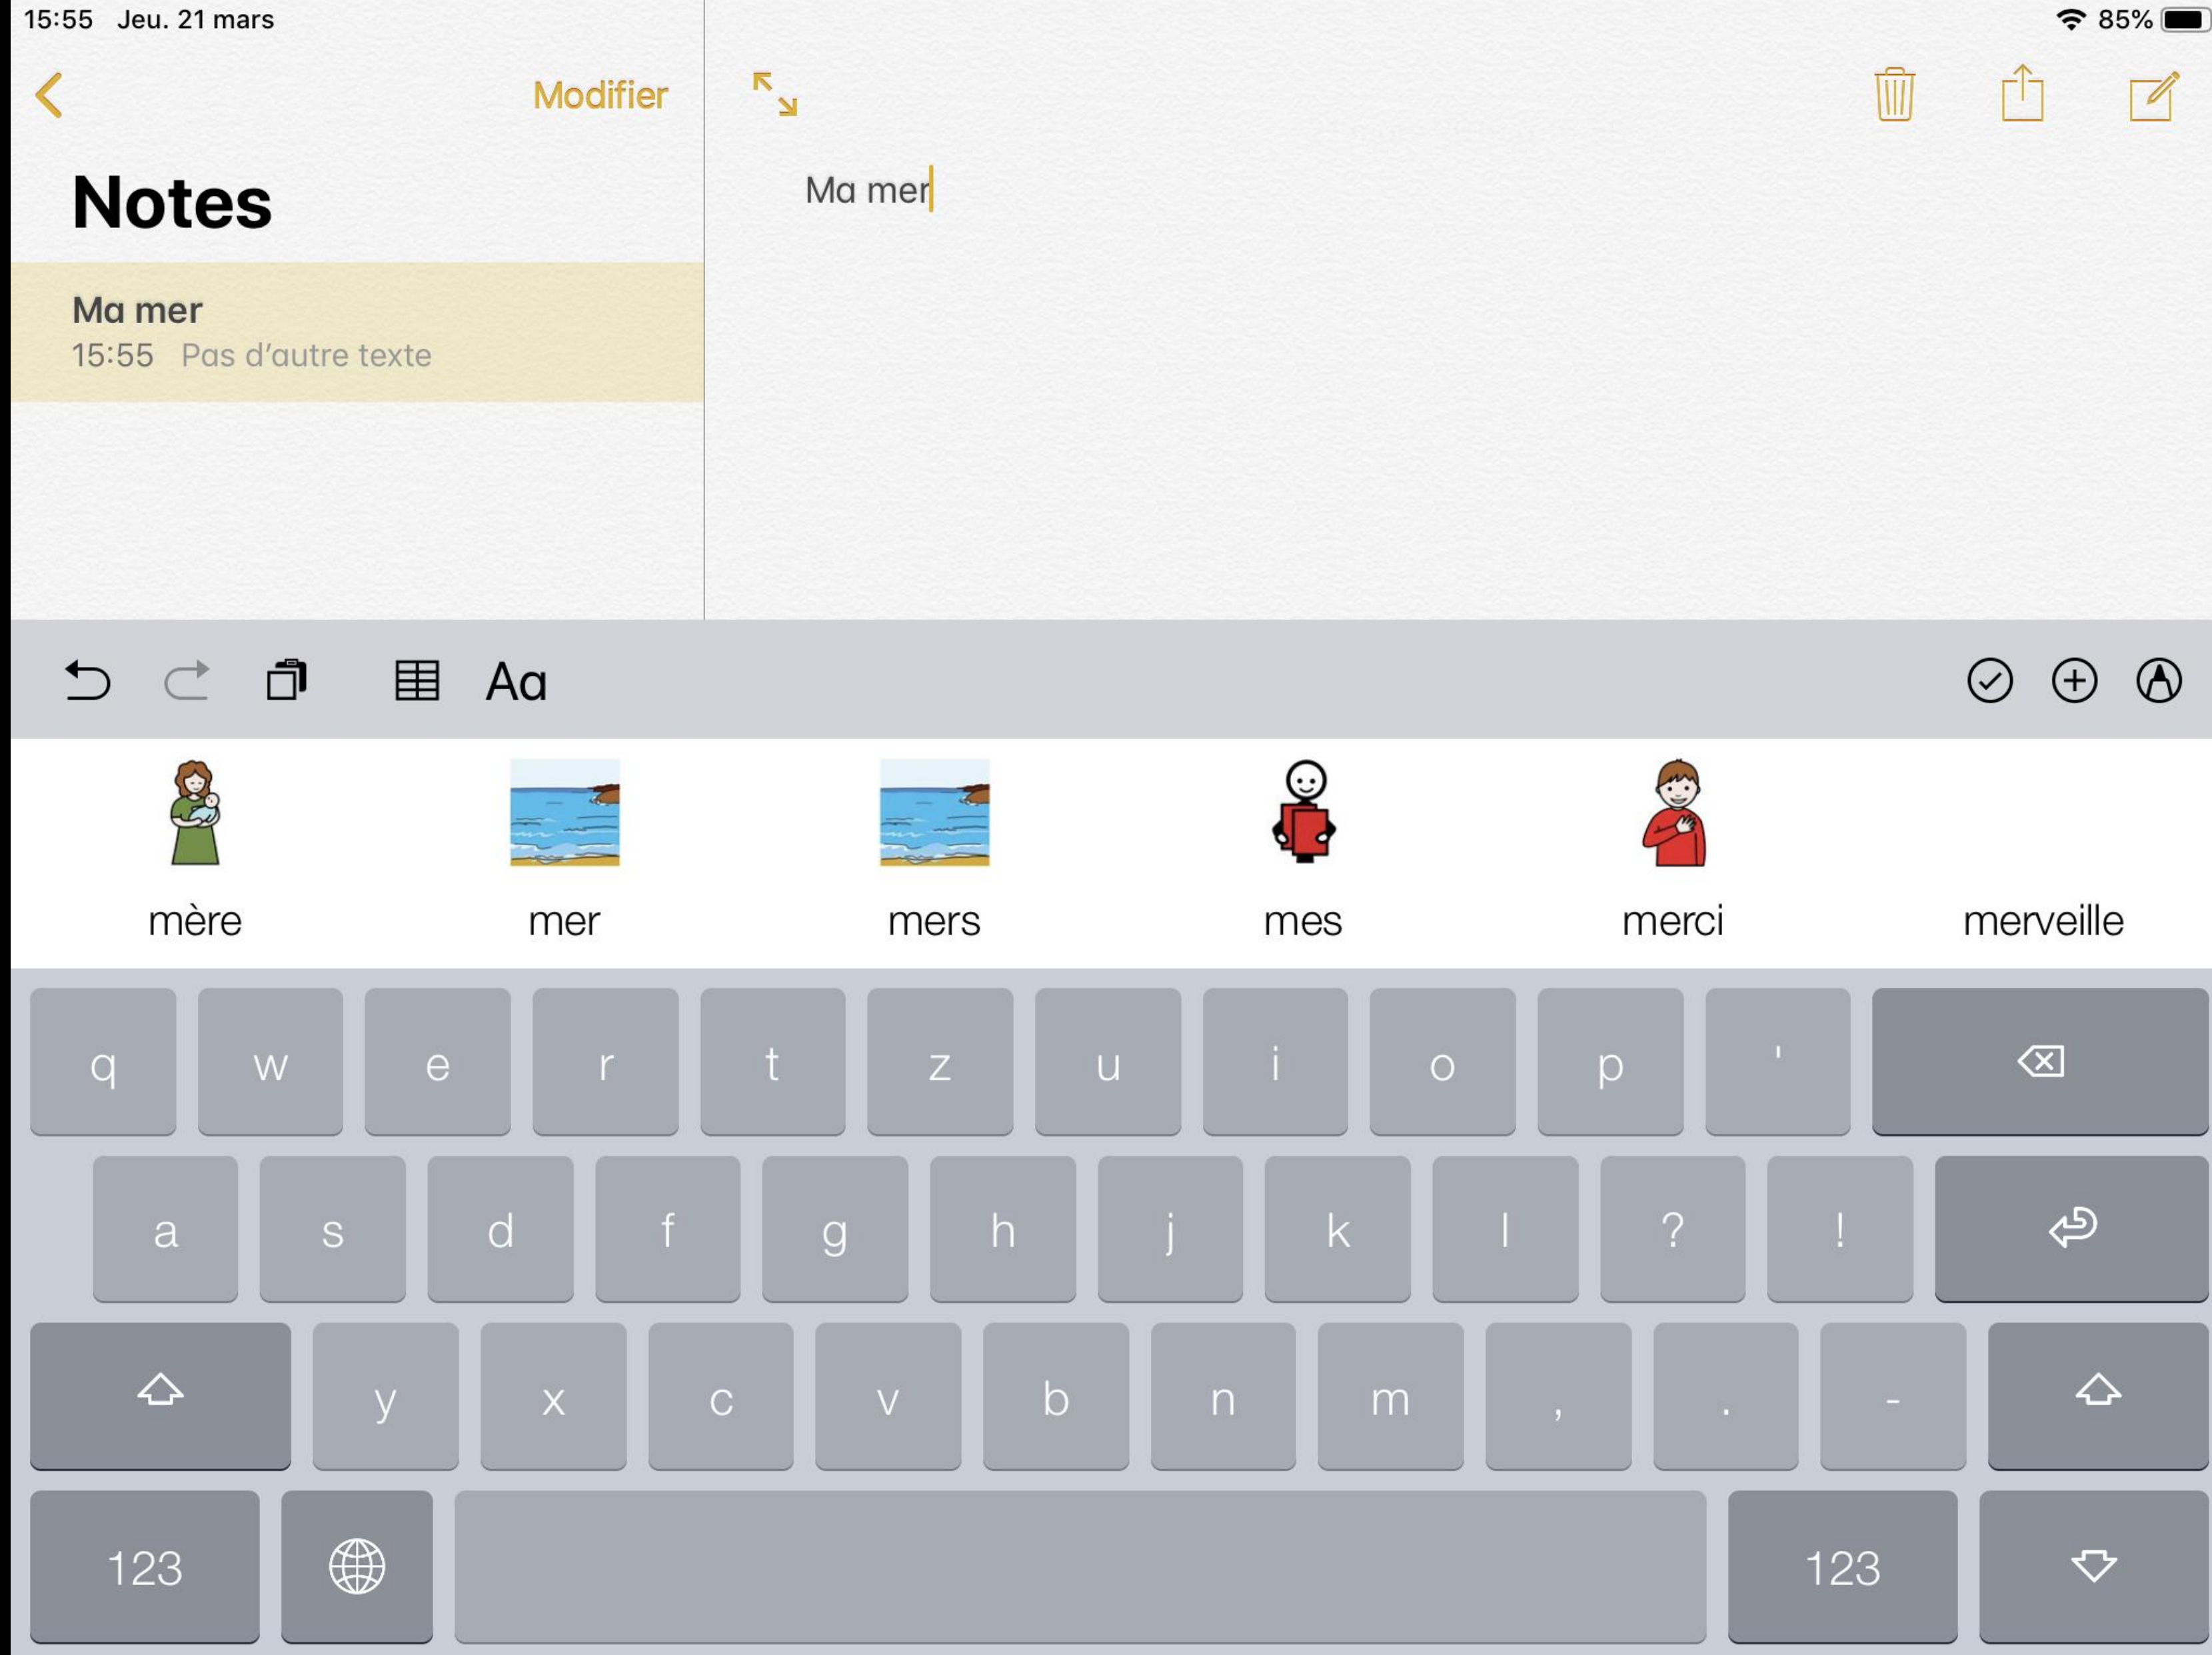 15:55 Jeu. 21 mars 85%
Modifier
Notes
Ma mer
15:55 Pas d’autre texte
Ma mer
Aa
mère mer mers mes merci merveille
q w e r t z u i o p '
a s d f g h j k l ? !
y x c v b n m , . -
123 123